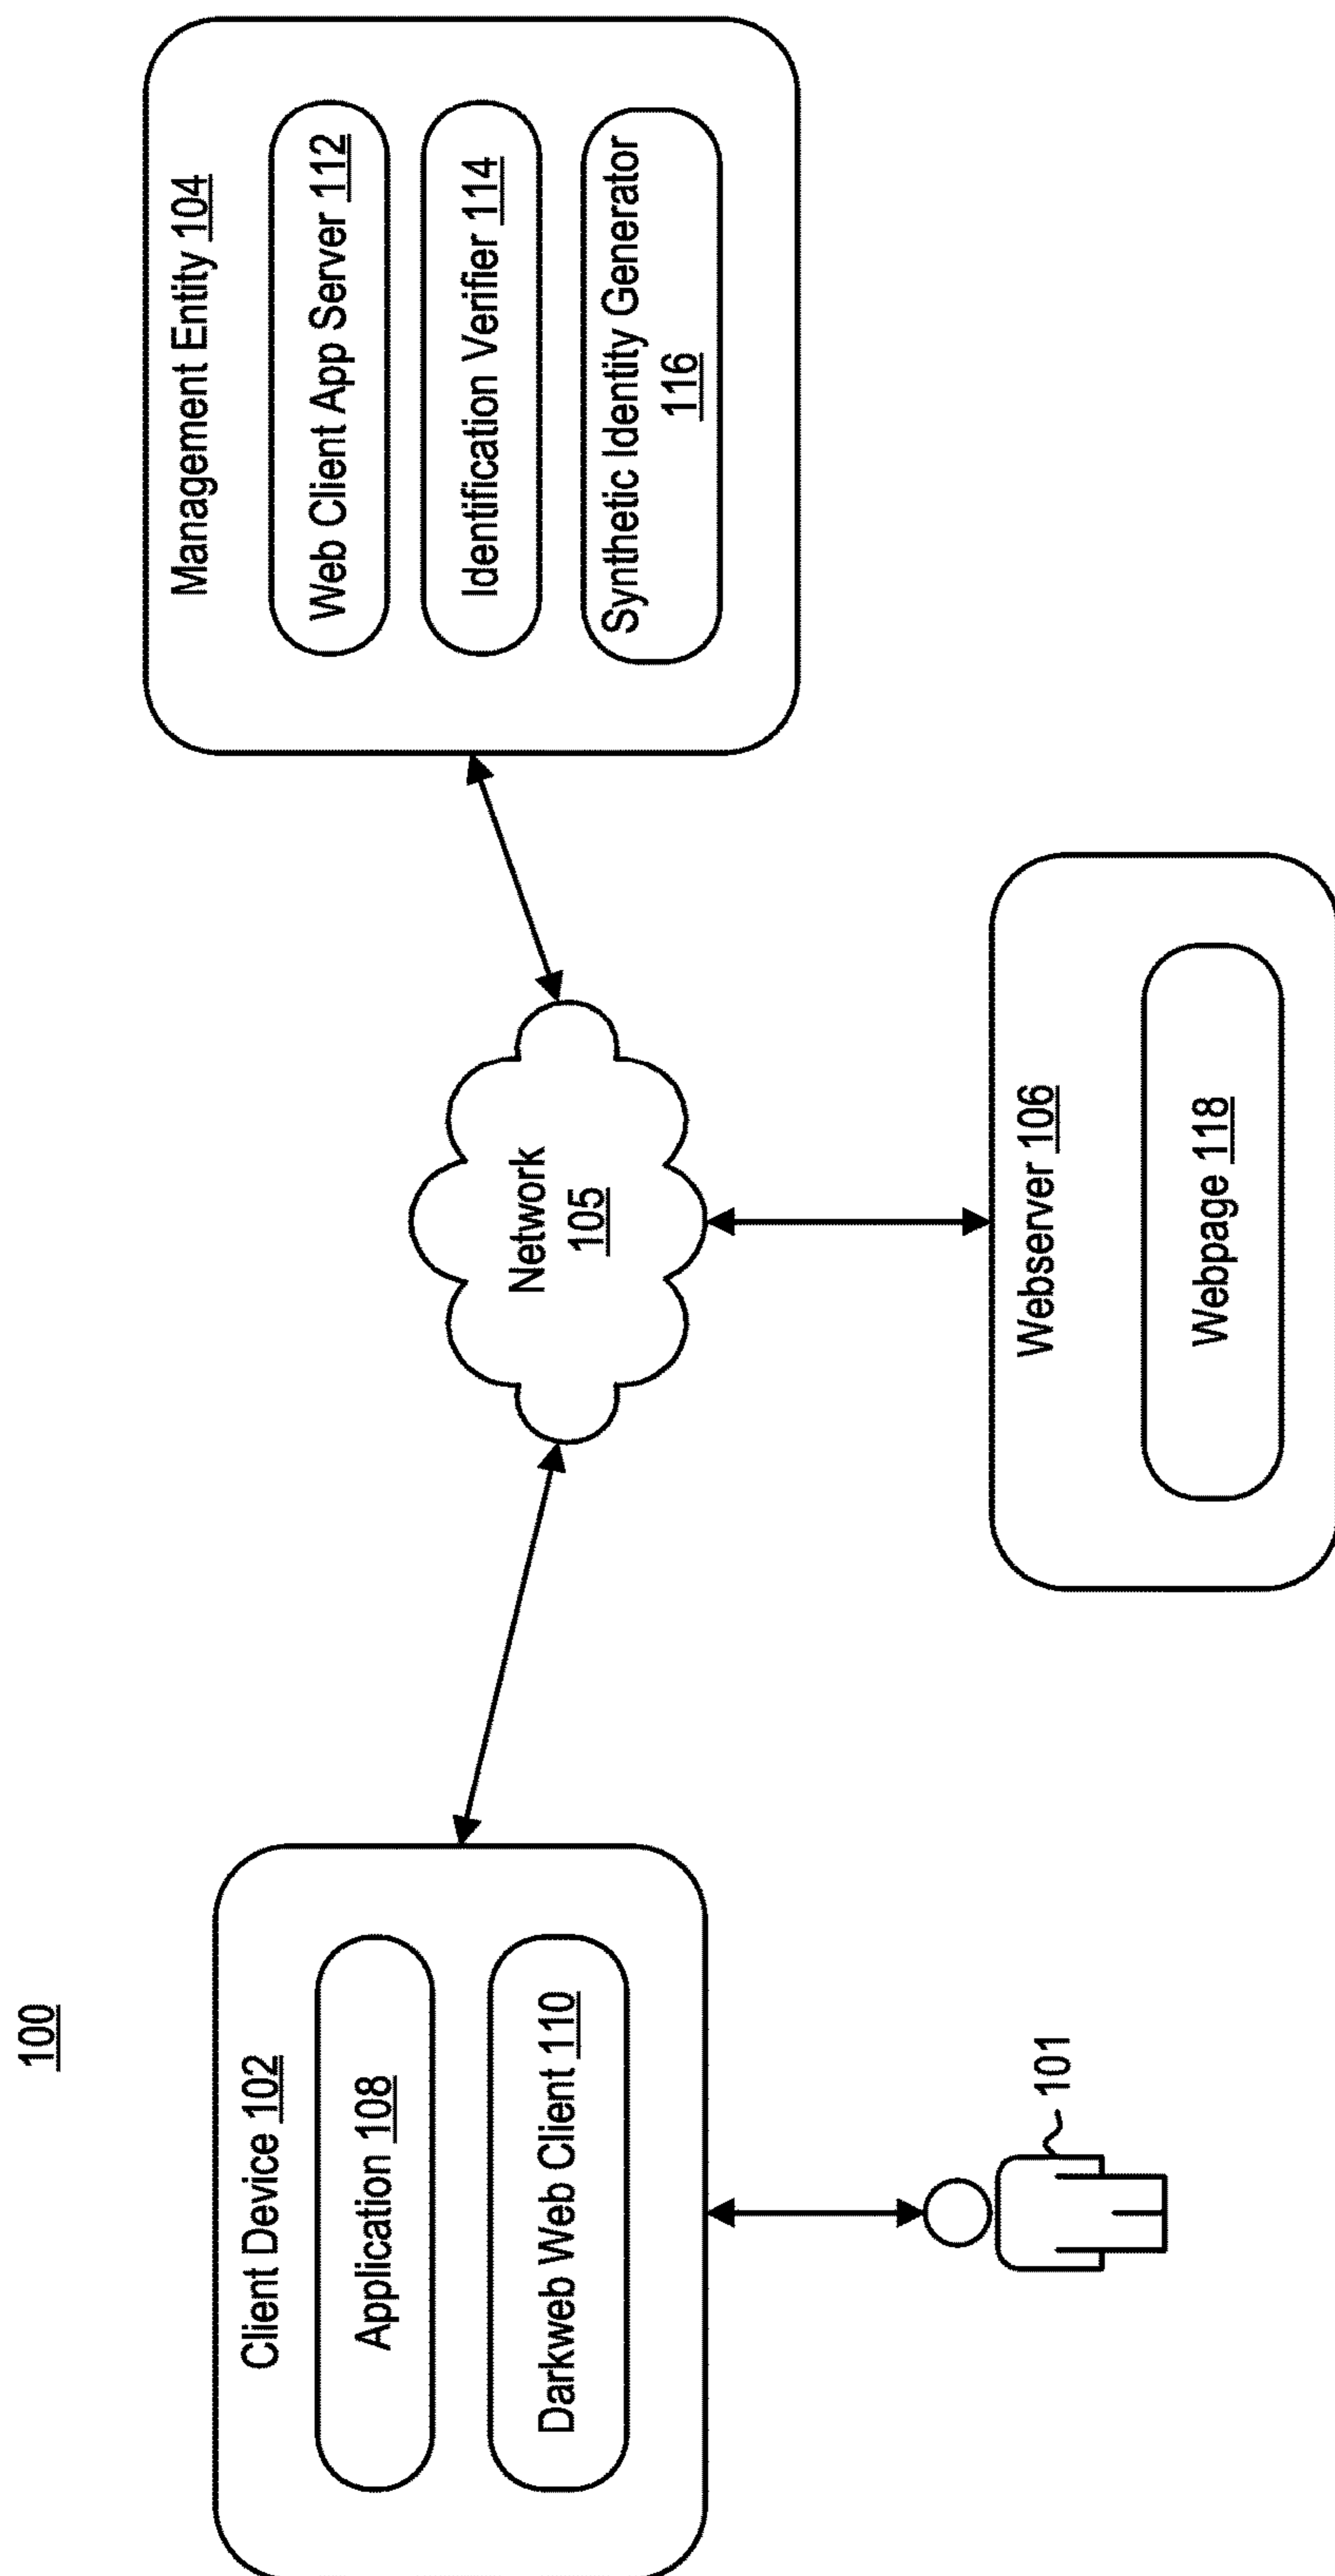 100
Client Device 102
Application 108
Darkweb Web Client 110
101
Network
105
Webserver 106
Webpage 118
Management Entity 104
Web Client App Server 112
Identification Verifier 114
Synthetic Identity Generator
116